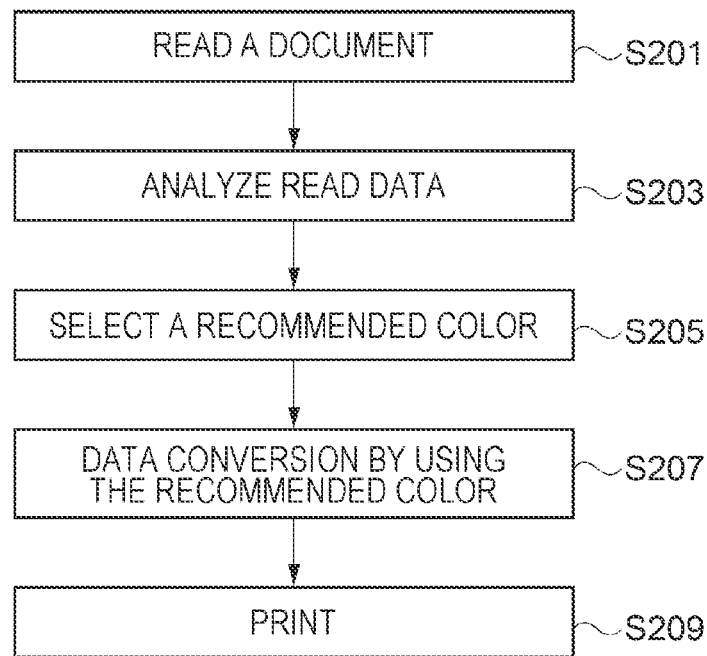 READ A DOCUMENT
S201
ANALYZE READ DATA
S203
SELECT A RECOMMENDED COLOR
S205
DATA CONVERSION BY USING
THE RECOMMENDED COLOR
S207
PRINT
S209